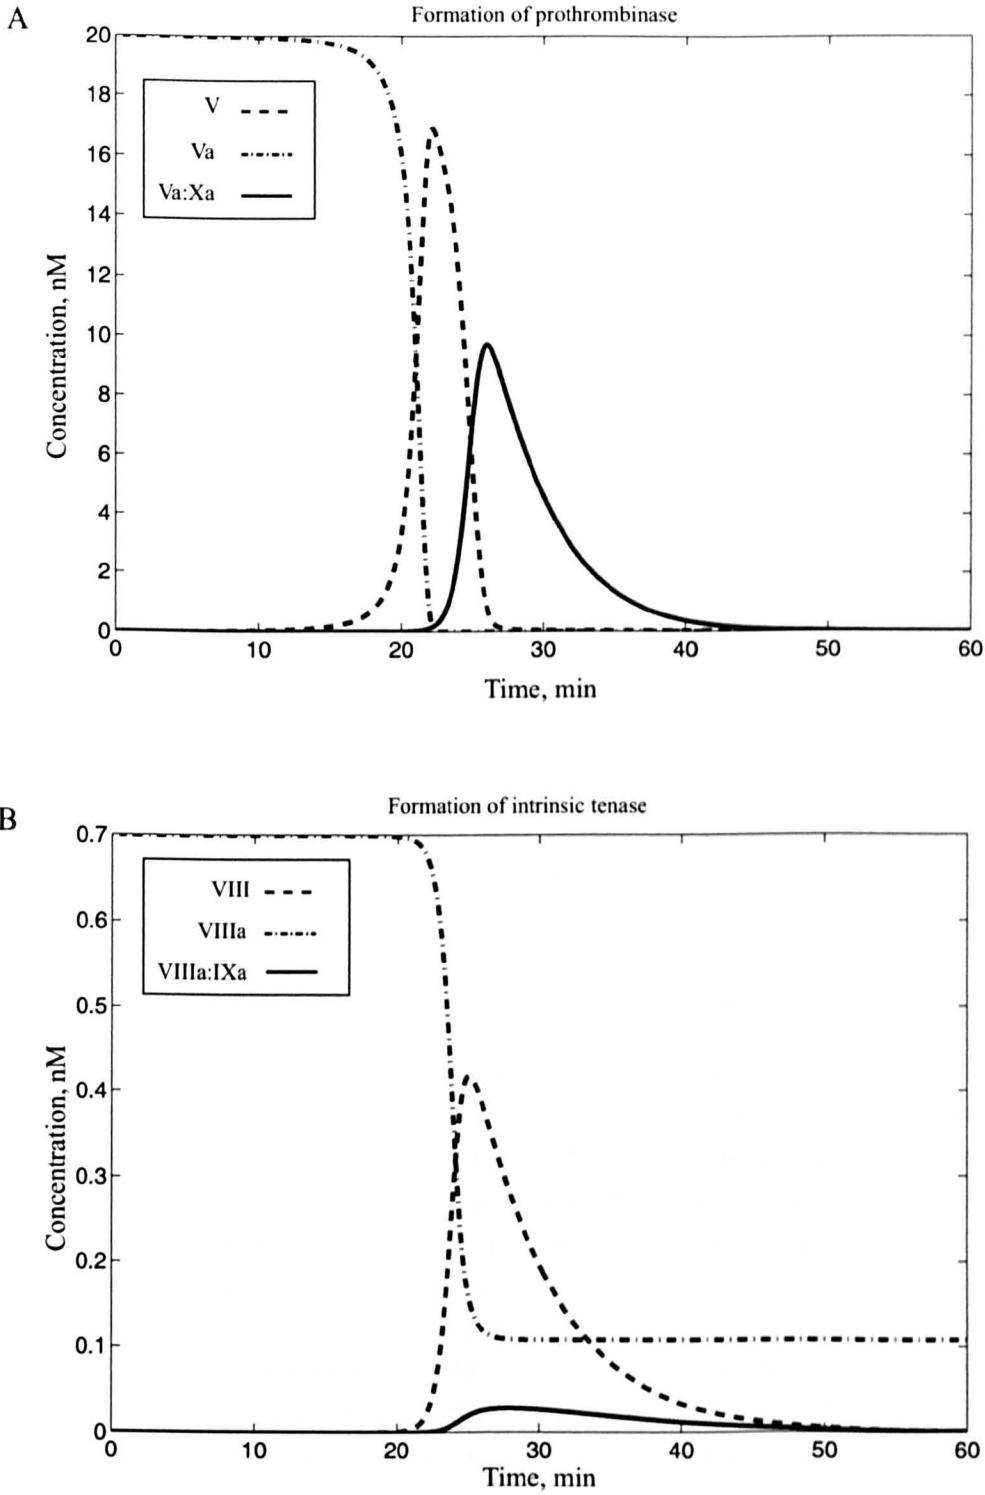 A
Formation of prothrombinase
20
18
16
14
12
10
8
6
4
2
0
V
Va
Va:Xa
Concentration, nM
0 10 20 30 40 50 60
Time, min
B
Formation of intrinsic tenase
0.7
0.6
0.5
0.4
0.3
0.2
0.1
0
VIII
VIIIa
VIIIa:IXa
Concentration, nM
0 10 20 30 40 50 60
Time, min